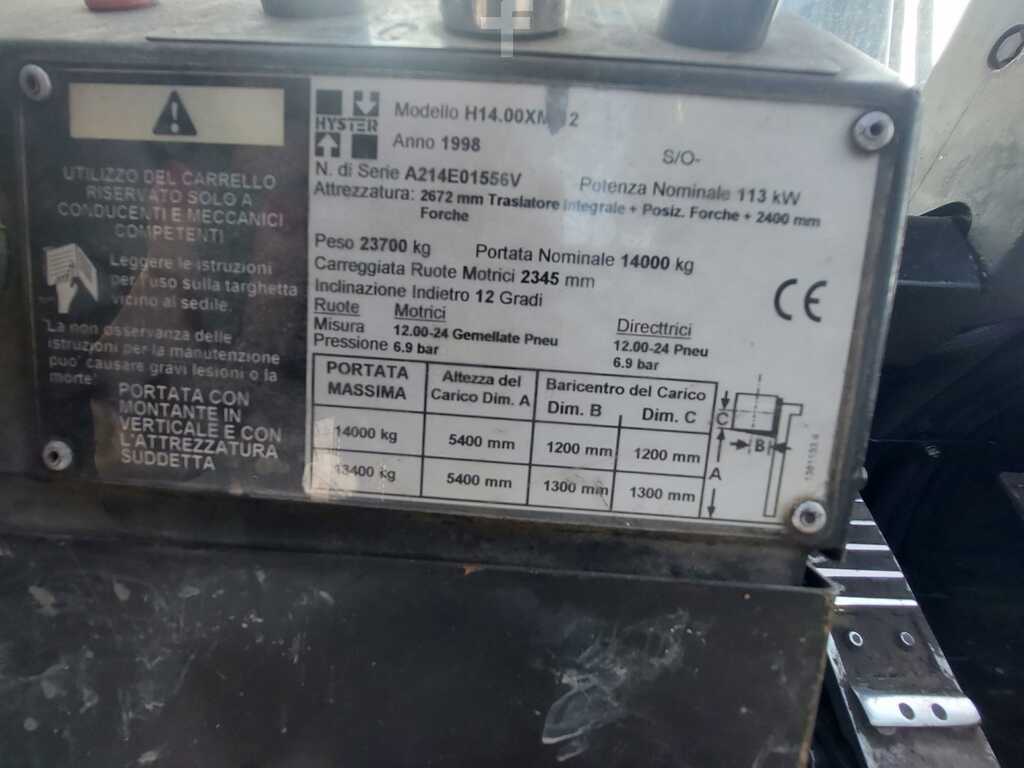 UTILIZZO DEL CARRELLO
RISERVATO SOLO A
CONDUCENTI E MECCANICI
COMPETENTI
Leggere le istruzioni
per l'uso sulla targhetta
vicino al sedile.
"La non osservanza delle
istruzioni per la manutenzione
puo' causare gravi lesioni o la
morte"
PORTATA CON
MONTANTE IN
VERTICALE E CON
L'ATTREZZATURA
SUDDETTA
HYSTER
Modello H14.00XM-12
Anno 1998
S/O-
N. di Serie A214E01556V Potenza Nominale 113 kW
Attrezzatura: 2672 mm Traslatore Integrale + Posiz. Forche + 2400 mm
Forche
Peso 23700 kg Portata Nominale 14000 kg
Carreggiata Ruote Motrici 2345 mm
Inclinazione Indietro 12 Gradi
CE
Ruote Motrici Directtrici
Misura 12.00-24 Gemellate Pneu 12.00-24 Pneu
Pressione 6.9 bar 6.9 bar
PORTATA MASSIMA Altezza del Carico Dim. A Baricentro del Carico
Dim. B Dim. C
14000 kg 5400 mm 1200 mm 1200 mm
13400 kg 5400 mm 1300 mm 1300 mm
C
B
A